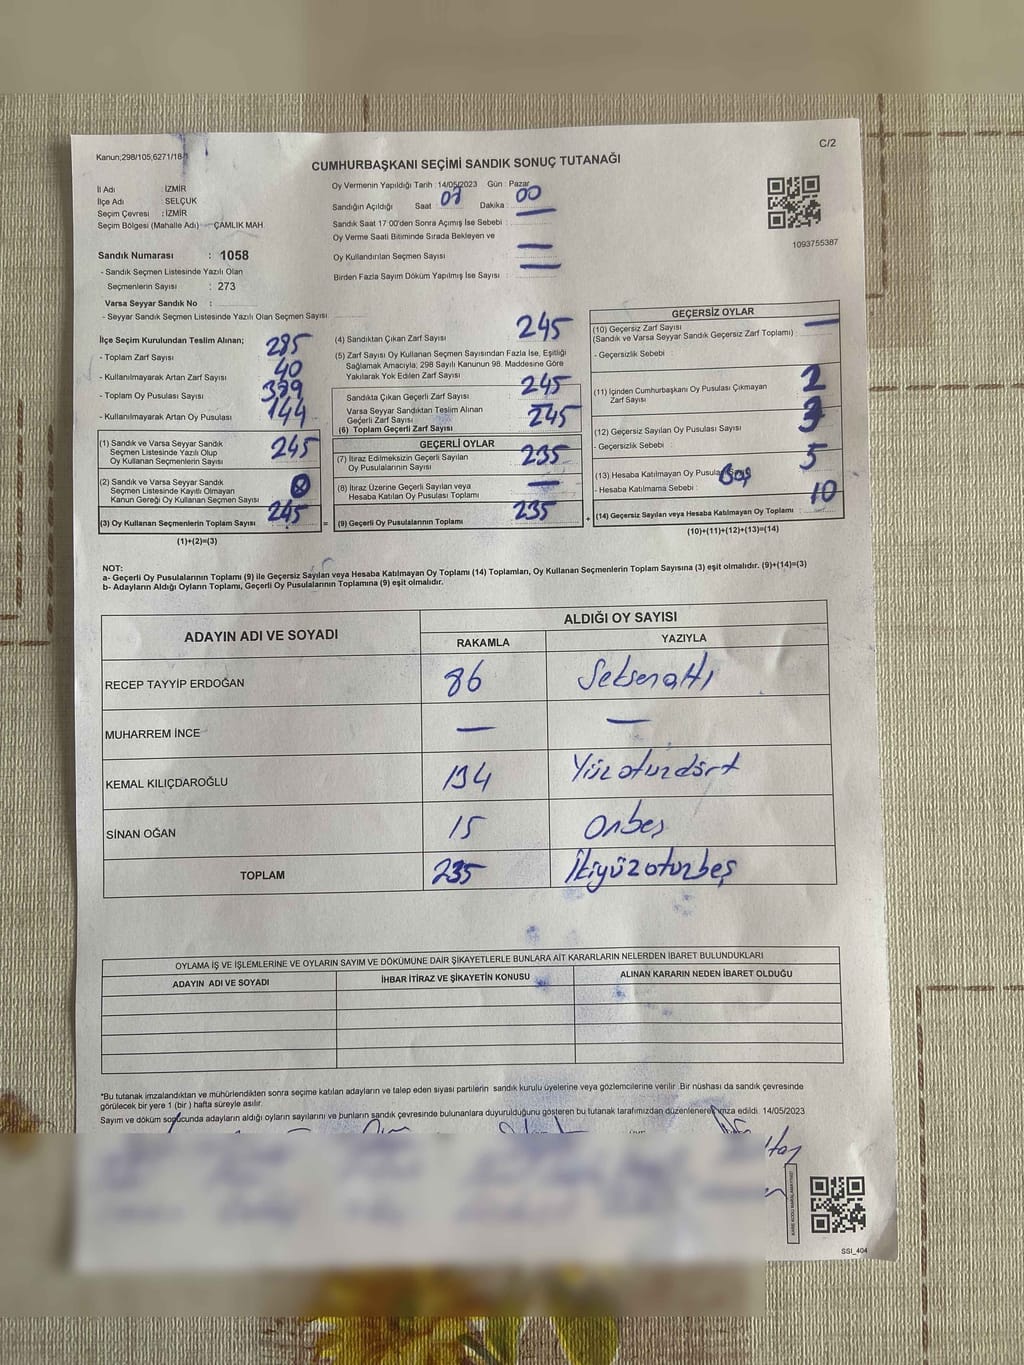 Kanun;298/105,6271/18/1
C/2
CUMHURBAŞKANI SEÇİMİ SANDIK SONUÇ TUTANAĞI
İl Adı : İZMİR
İlçe Adı : SELÇUK
Seçim Çevresi : İZMİR
Seçim Bölgesi (Mahalle Adı) ÇAMLIK MAH
Oy Vermenin Yapıldığı Tarih :14/05/2023 Gün : Pazar
Sandığın Açıldığı Saat Dakika : 00
Sandık Saat 17 00'den Sonra Açımış İse Sebebi :
Oy Verme Saati Bitiminde Sırada Bekleyen ve
Oy Kullandırılan Seçmen Sayısı —
Birden Fazla Sayım Döküm Yapılmış İse Sayısı —
1093755387
Sandık Numarası : 1058
- Sandık Seçmen Listesinde Yazılı Olan
Seçmenlerin Sayısı : 273
Varsa Seyyar Sandık No :
- Seyyar Sandık Seçmen Listesinde Yazılı Olan Seçmen Sayısı
İlçe Seçim Kurulundan Teslim Alınan;
- Toplam Zarf Sayısı 285
- Kullanılmayarak Artan Zarf Sayısı 40
- Toplam Oy Pusulası Sayısı
- Kullanılmayarak Artan Oy Pusulası 144
(1) Sandık ve Varsa Seyyar Sandık
Seçmen Listesinde Yazılı Olup
Oy Kullanan Seçmenlerin Sayısı 245
(2) Sandık ve Varsa Seyyar Sandık
Seçmen Listesinde Kayıtlı Olmayan
Kanun Gereği Oy Kullanan Seçmen Sayısı
(3) Oy Kullanan Seçmenlerin Toplam Sayısı 245 =
(1)+(2)=(3)
(4) Sandıktan Çıkan Zarf Sayısı 245
(5) Zarf Sayısı Oy Kullanan Seçmen Sayısından Fazla İse, Eşitliği
Sağlamak Amacıyla; 298 Sayılı Kanunun 98. Maddesine Göre
Yakılarak Yok Edilen Zarf Sayısı
Sandıkta Çıkan Geçerli Zarf Sayısı 245
Varsa Seyyar Sandıktan Teslim Alınan
Geçerli Zarf Sayısı
(6) Toplam Geçerli Zarf Sayısı 245
GEÇERLİ OYLAR
(7) İtiraz Edilmeksizin Geçerli Sayılan
Oy Pusulalarının Sayısı 235
(8) İtiraz Üzerine Geçerli Sayılan veya
Hesaba Katılan Oy Pusulası Toplamı —
(9) Geçerli Oy Pusulalarının Toplamı 235 +
GEÇERSİZ OYLAR
(10) Geçersiz Zarf Sayısı —
(Sandık ve Varsa Seyyar Sandık Geçersiz Zarf Toplamı) :
- Geçersizlik Sebebi :
(11) İçinden Cumhurbaşkanı Oy Pusulası Çıkmayan
Zarf Sayısı 2
(12) Geçersiz Sayılan Oy Pusulası Sayısı 3
- Geçersizlik Sebebi :
(13) Hesaba Katılmayan Oy Pusulası Sayısı 5
- Hesaba Katılmama Sebebi : Boş
(14) Geçersiz Sayılan veya Hesaba Katılmayan Oy Toplamı : 10
(10)+(11)+(12)+(13)=(14)
NOT:
a- Geçerli Oy Pusulalarının Toplamı (9) ile Geçersiz Sayılan veya Hesaba Katılmayan Oy Toplamı (14) Toplamları, Oy Kullanan Seçmenlerin Toplam Sayısına (3) eşit olmalıdır. (9)+(14)=(3)
b- Adayların Aldığı Oyların Toplamı, Geçerli Oy Pusulalarının Toplamına (9) eşit olmalıdır.
ADAYIN ADI VE SOYADI ALDIĞI OY SAYISI
RAKAMLA YAZIYLA
RECEP TAYYİP ERDOĞAN 86 Seksenaltı
MUHARREM İNCE — —
KEMAL KILIÇDAROĞLU 134 Yüzotuzdört
SİNAN OĞAN 15 Onbeş
TOPLAM 235 İkiyüzotuzbeş
OYLAMA İŞ VE İŞLEMLERİNE VE OYLARIN SAYIM VE DÖKÜMÜNE DAİR ŞİKAYETLERLE BUNLARA AİT KARARLARIN NELERDEN İBARET BULUNDUKLARI
ADAYIN ADI VE SOYADI İHBAR İTİRAZ VE ŞİKAYETİN KONUSU ALINAN KARARIN NEDEN İBARET OLDUĞU
*Bu tutanak imzalandıktan ve mühürlendikten sonra seçime katılan adayların ve talep eden siyasi partilerin sandık kurulu üyelerine veya gözlemcilerine verilir .Bir nüshası da sandık çevresinde
görülecek bir yere 1 (bir ) hafta süreyle asılır.
Sayım ve döküm sonucunda adayların aldığı oyların sayılarını ve bunların sandık çevresinde bulunanlara duyurulduğunu gösteren bu tutanak tarafımızdan düzenlenerek imza edildi. 14/05/2023
SSI_404